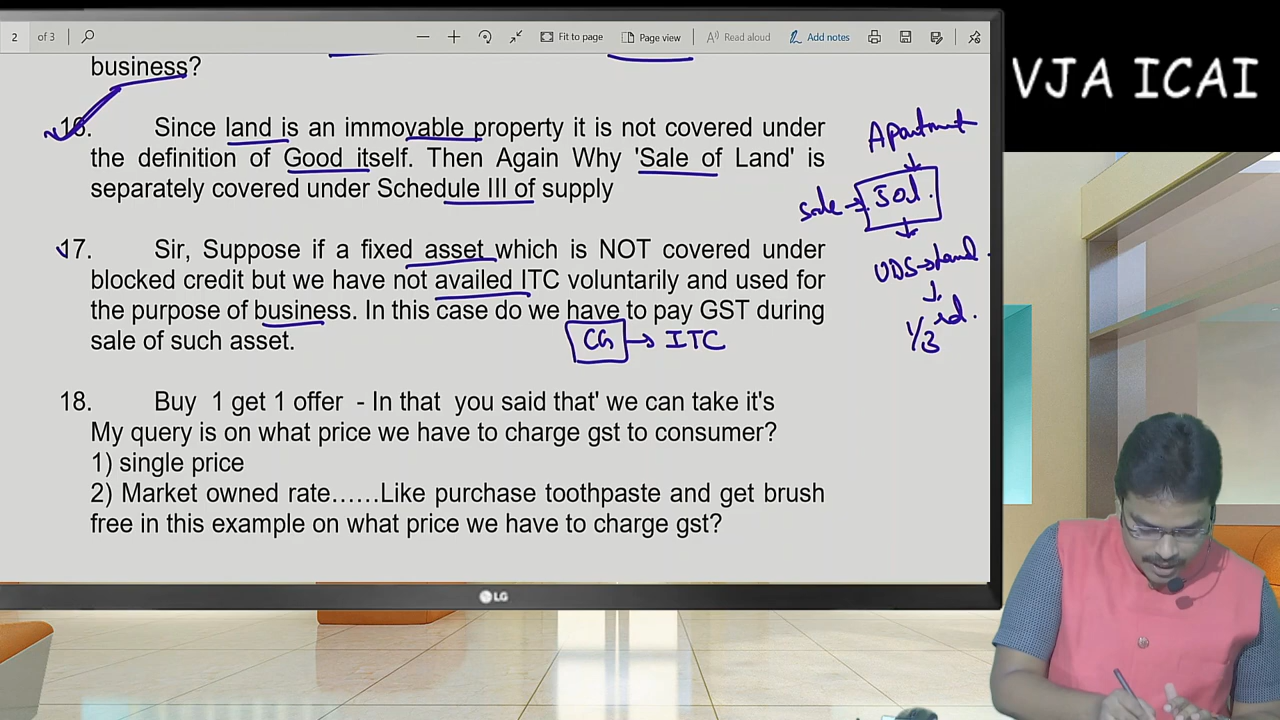 2 of 3 Fit to page Page view Read aloud Add notes
VJA ICAI
business?
16. Since land is an immovable property it is not covered under
the definition of Good itself. Then Again Why 'Sale of Land' is
separately covered under Schedule III of supply
Apartment
Sale
UDS Land
1/3 rd.
17. Sir, Suppose if a fixed asset which is NOT covered under
blocked credit but we have not availed ITC voluntarily and used for
the purpose of business. In this case do we have to pay GST during
sale of such asset.
CG ITC
18. Buy 1 get 1 offer - In that you said that' we can take it's
My query is on what price we have to charge gst to consumer?
1) single price
2) Market owned rate......Like purchase toothpaste and get brush
free in this example on what price we have to charge gst?
LG